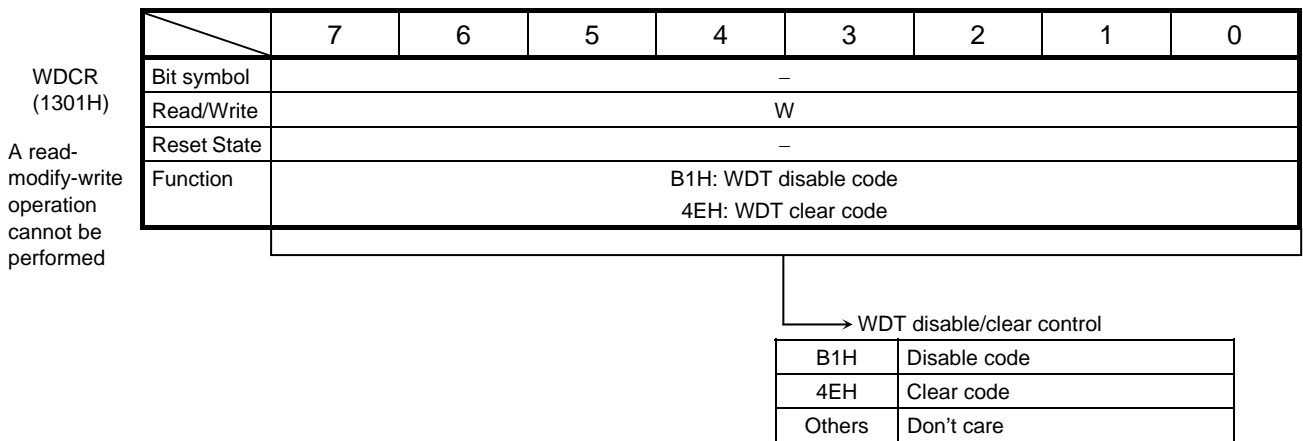 7 6 5 4 3 2 1 0
WDCR
(1301H)
A read-
modify-write
operation
cannot be
performed
Bit symbol –
Read/Write W
Reset State –
Function B1H: WDT disable code
4EH: WDT clear code
WDT disable/clear control
B1H Disable code
4EH Clear code
Others Don't care